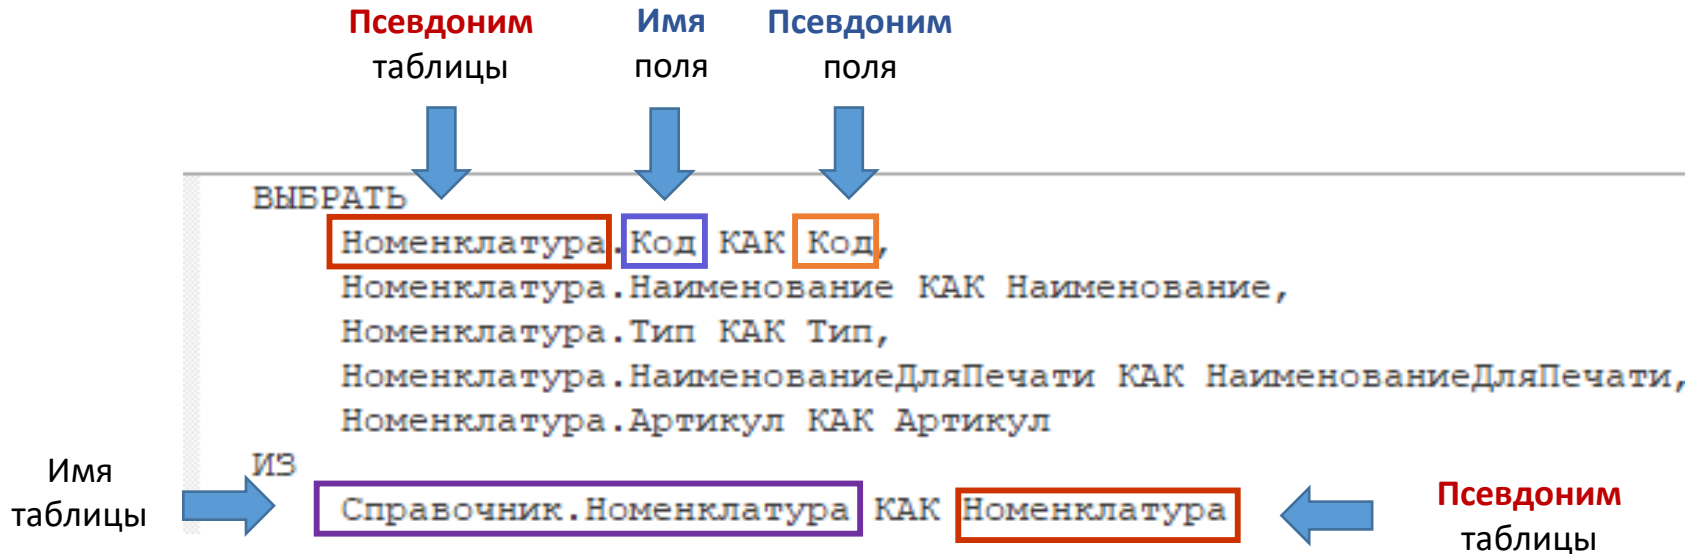 Псевдоним
таблицы
Имя
поля
Псевдоним
поля
ВЫБРАТЬ
Номенклатура.Код КАК Код,
Номенклатура.Наименование КАК Наименование,
Номенклатура.Тип КАК Тип,
Номенклатура.НаименованиеДляПечати КАК НаименованиеДляПечати,
Номенклатура.Артикул КАК Артикул
ИЗ
Имя
таблицы
Справочник.Номенклатура КАК Номенклатура
Псевдоним
таблицы